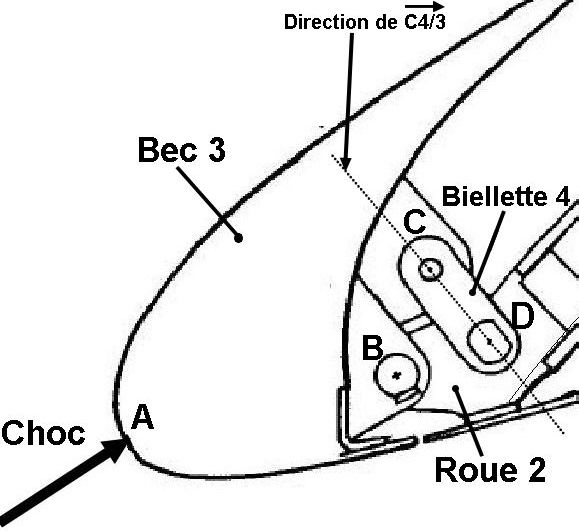 Direction de C4/3
Bec 3
Biellette 4
C
D
B
A
Choc
Roue 2